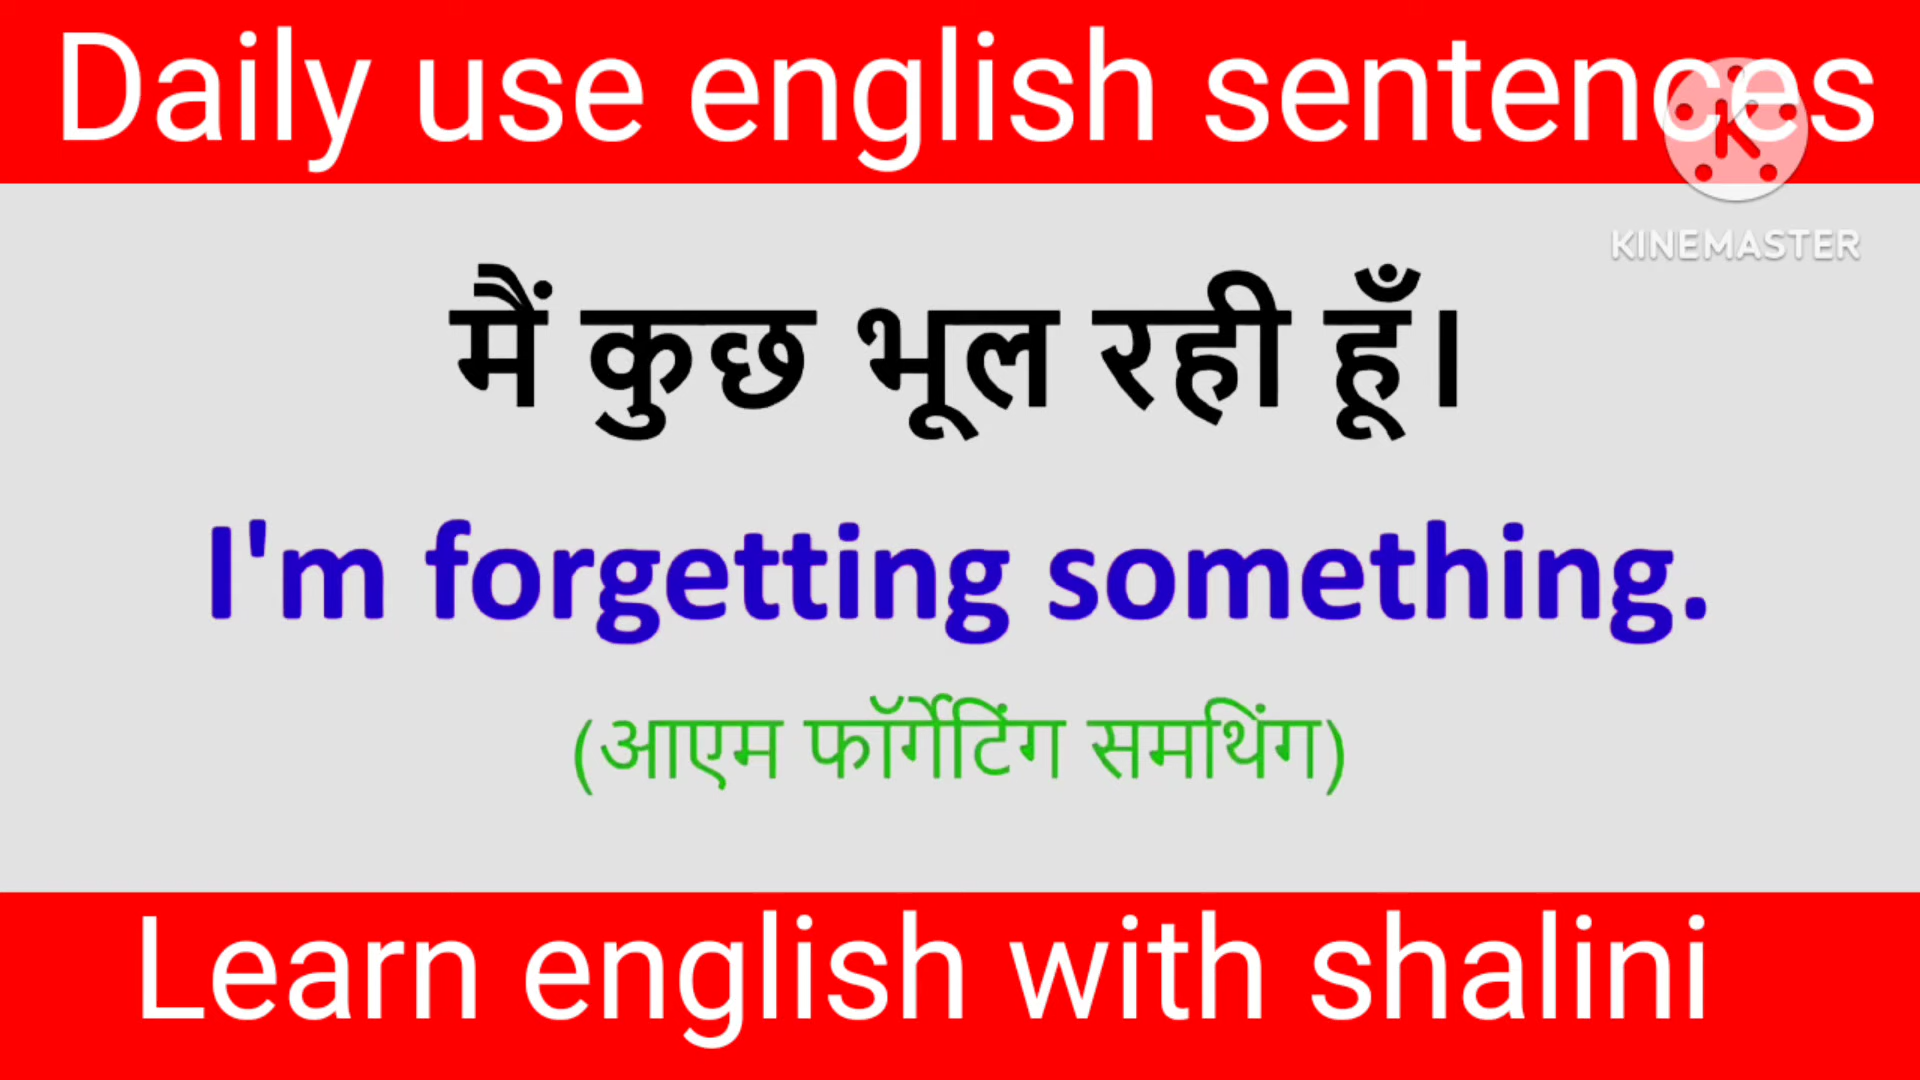 Daily use english sentences
KINEMASTER
मैं कुछ भूल रही हूँ।
I'm forgetting something.
(आएम फॉर्गेटिंग समथिंग)
Learn english with shalini